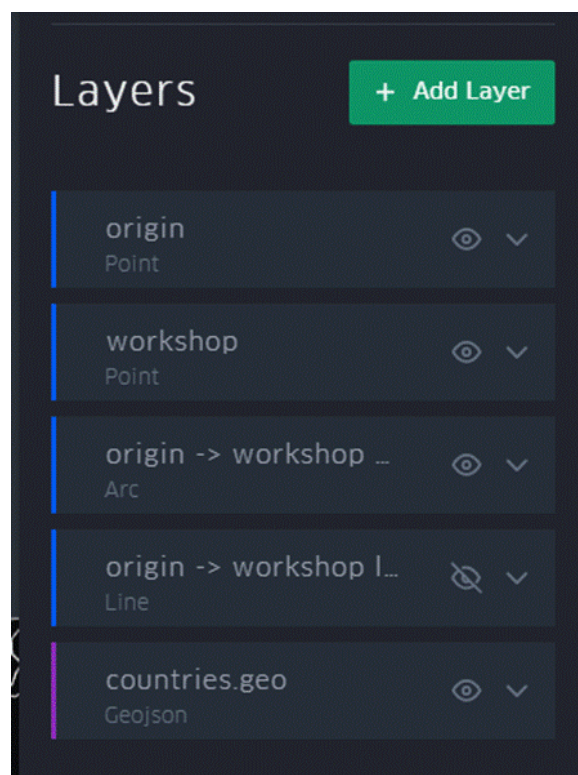 Layers
+ Add Layer
origin
Point
workshop
Point
origin -> workshop …
Arc
origin -> workshop l…
Line
countries.geo
Geojson